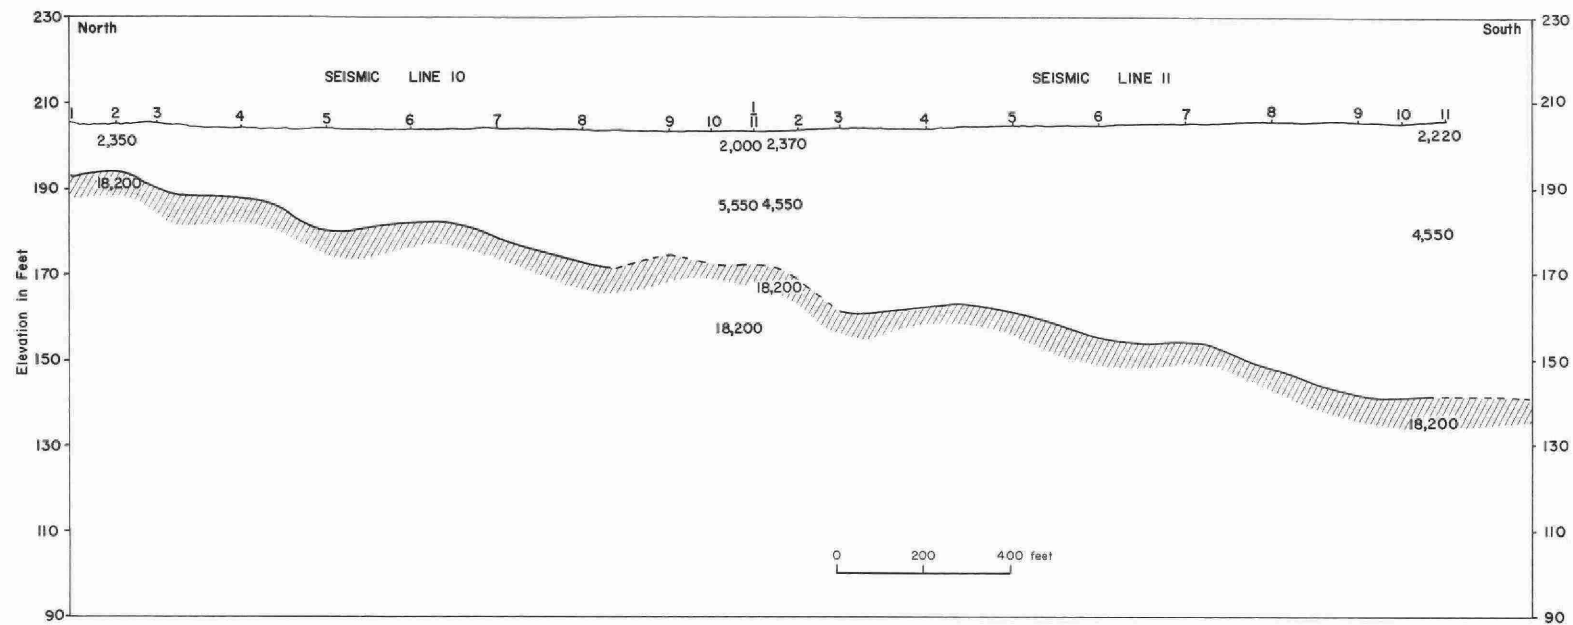 230 230
North South
SEISMIC LINE 10 SEISMIC LINE 11
210 210
1 2 3 4 5 6 7 8 9 10 11 1 2 3 4 5 6 7 8 9 10 11
2,350 2,000 2,370 2,220
190 18,200 190
5,550 4,550
4,550
170 170
18,200
18,200
150 150
130 18,200 130
110 110
0 200 400 feet
90 90
Elevation in Feet